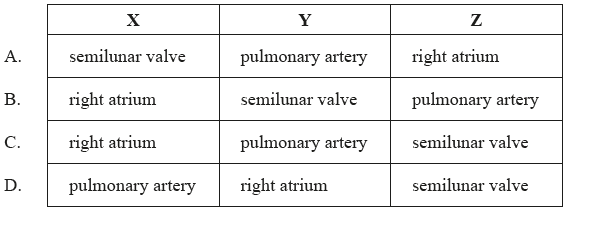 X Y Z
A. semilunar valve pulmonary artery right atrium
B. right atrium semilunar valve pulmonary artery
C. right atrium pulmonary artery semilunar valve
D. pulmonary artery right atrium semilunar valve